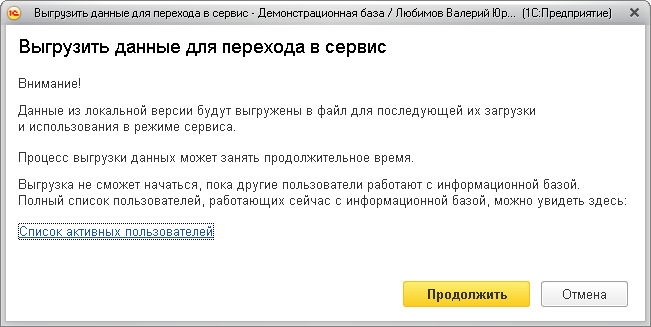 Выгрузить данные для перехода в сервис - Демонстрационная база / Любимов Валерий Юр... (1С:Предприятие)
Выгрузить данные для перехода в сервис
Внимание!
Данные из локальной версии будут выгружены в файл для последующей их загрузки
и использования в режиме сервиса.
Процесс выгрузки данных может занять продолжительное время.
Выгрузка не сможет начаться, пока другие пользователи работают с информационной базой.
Полный список пользователей, работающих сейчас с информационной базой, можно увидеть здесь:
Список активных пользователей
Продолжить Отмена